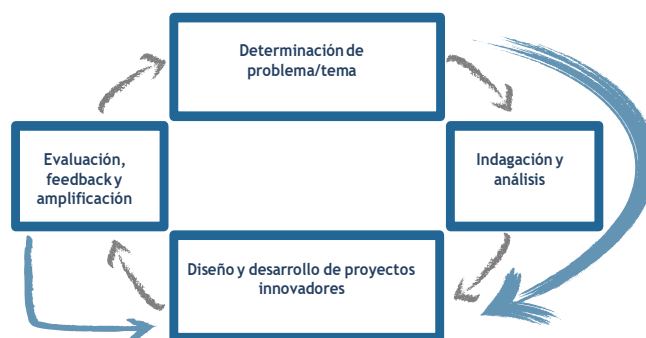 Determinación de
problema/tema
Evaluación,
feedback y
amplificación
Indagación y
análisis
Diseño y desarrollo de proyectos
innovadores